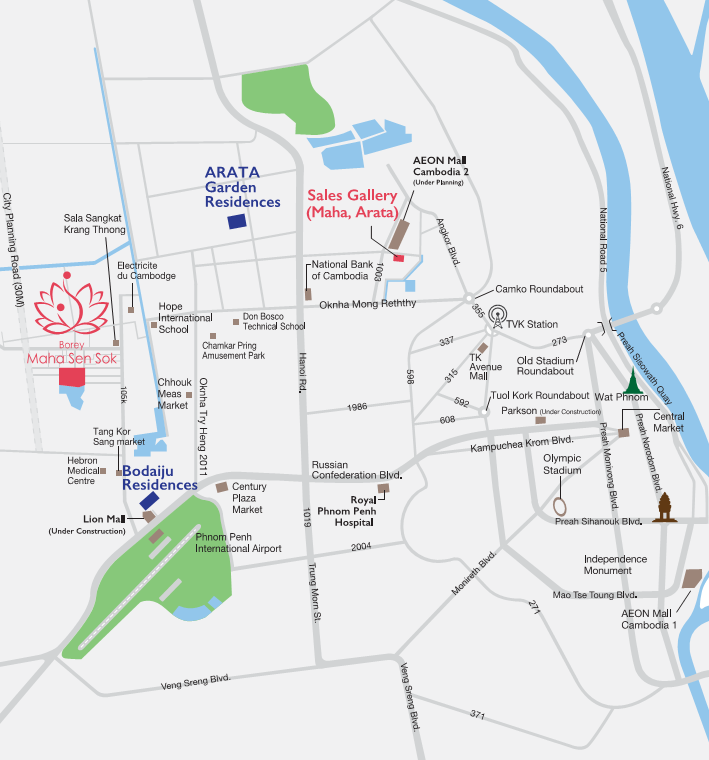 ARATA
Garden
Residences
AEON Mall
Cambodia 2
(Under Planning)
Sales Gallery
(Maha, Arata)
City Planning Road (30M)
Sala Sangkat
Krang Thnong
National Road 5
National Hwy. 6
Angkor Blvd.
Electricite
du Cambodge
National Bank
of Cambodia
1003
Camko Roundabout
Oknha Mong Reththy
Hope
International
School
Don Bosco
Technical School
Chamkar Pring
Amusement Park
355
TVK Station
Borey
Maha Sen Sok
337
273
Preah Sisowath Quay
TK
Avenue
Mall
Old Stadium
Roundabout
315
598
Hanoi Rd.
Chhouk
Meas
Market
105k
Oknha Try Heng 2011
1986
592
608
Tuol Kork Roundabout
Wat Phnom
Parkson (Under Construction)
Central
Market
Tang Kor
Sang market
Kampuchea Krom Blvd.
Preah Monivong Blvd.
Preah Norodom Blvd.
Hebron
Medical
Centre
Bodaiju
Residences
Russian
Confederation Blvd.
Olympic
Stadium
Century
Plaza
Market
Royal
Phnom Penh
Hospital
Lion Mall
(Under Construction)
1019
Preah Sihanouk Blvd.
Phnom Penh
International Airport
2004
Independence
Monument
Monireth Blvd.
Trung Morn St.
271
Mao Tse Toung Blvd.
AEON Mall
Cambodia 1
Veng Sreng Blvd.
Veng Sreng Blvd.
371